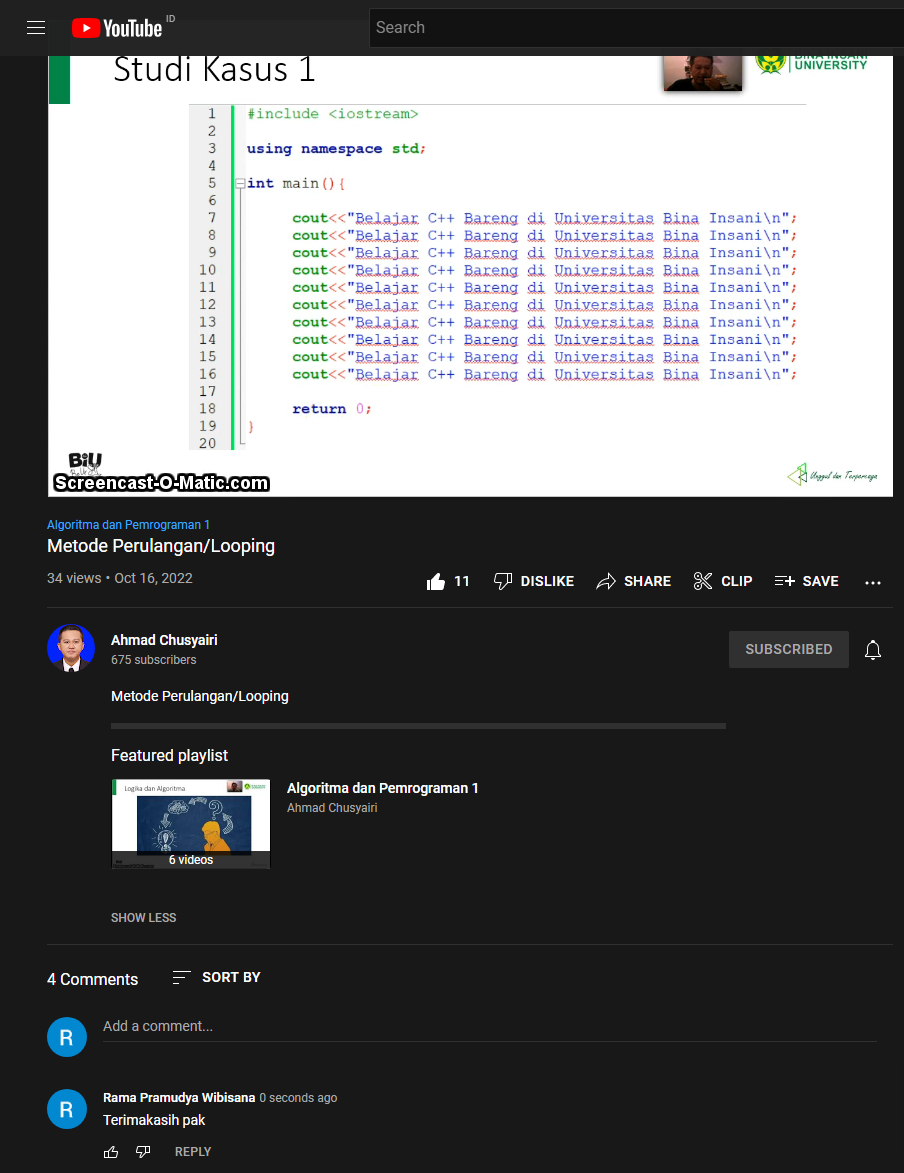 YouTube ID
Search
Studi Kasus 1
BINA INSANI
UNIVERSITY
1 #include <iostream>
2
3 using namespace std;
4
5 int main(){
6
7 cout<<"Belajar C++ Bareng di Universitas Bina Insani\n";
8 cout<<"Belajar C++ Bareng di Universitas Bina Insani\n";
9 cout<<"Belajar C++ Bareng di Universitas Bina Insani\n";
10 cout<<"Belajar C++ Bareng di Universitas Bina Insani\n";
11 cout<<"Belajar C++ Bareng di Universitas Bina Insani\n";
12 cout<<"Belajar C++ Bareng di Universitas Bina Insani\n";
13 cout<<"Belajar C++ Bareng di Universitas Bina Insani\n";
14 cout<<"Belajar C++ Bareng di Universitas Bina Insani\n";
15 cout<<"Belajar C++ Bareng di Universitas Bina Insani\n";
16 cout<<"Belajar C++ Bareng di Universitas Bina Insani\n";
17
18 return 0;
19 }
20
BiU
Screencast-O-Matic.com
Unggul dan Terpercaya
Algoritma dan Pemrograman 1
Metode Perulangan/Looping
34 views • Oct 16, 2022
11 DISLIKE SHARE CLIP SAVE ...
Ahmad Chusyairi
675 subscribers
SUBSCRIBED
Metode Perulangan/Looping
Featured playlist
Logika dan Algoritma
6 videos
Algoritma dan Pemrograman 1
Ahmad Chusyairi
SHOW LESS
4 Comments SORT BY
R Add a comment...
R Rama Pramudya Wibisana 0 seconds ago
Terimakasih pak
REPLY